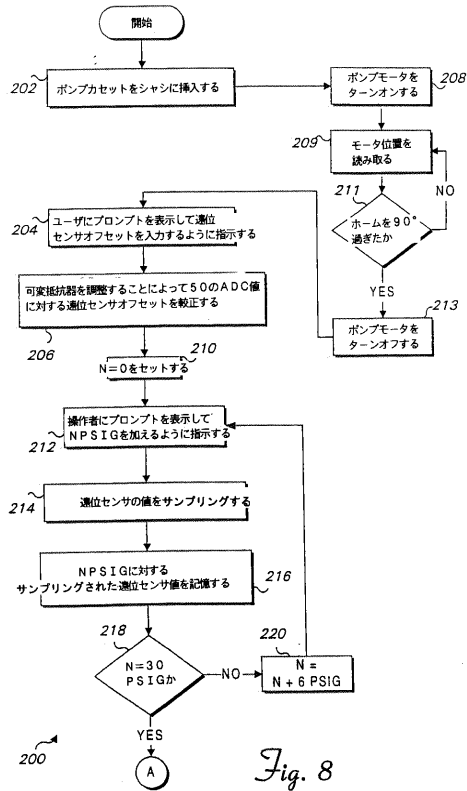 開始
202
ポンプカセットをシャシに挿入する
ポンプモータを
ターンオンする
208
209
モータ位置を
読み取る
211
ホームを90°
過ぎたか
NO
YES
213
ポンプモータを
ターンオフする
204
ユーザにプロンプトを表示して遠位
センサオフセットを入力するように指示する
可変抵抗器を調整することによって50のADC値
に対する遠位センサオフセットを較正する
206
210
N=0をセットする
操作者にプロンプトを表示して
NPSIGを加えるように指示する
212
214
遠位センサの値をサンプリングする
NPSIGに対する
サンプリングされた遠位センサ値を記憶する
216
218
N=30
PSIGか
NO
220
N=
N+6 PSIG
YES
200
A
Fig. 8